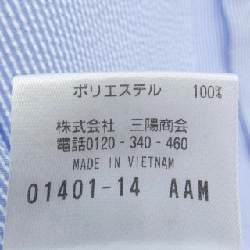 ポリエステル 100%
株式会社 三陽商会
電話0120-340-460
MADE IN VIETNAM
01401-14 AAM